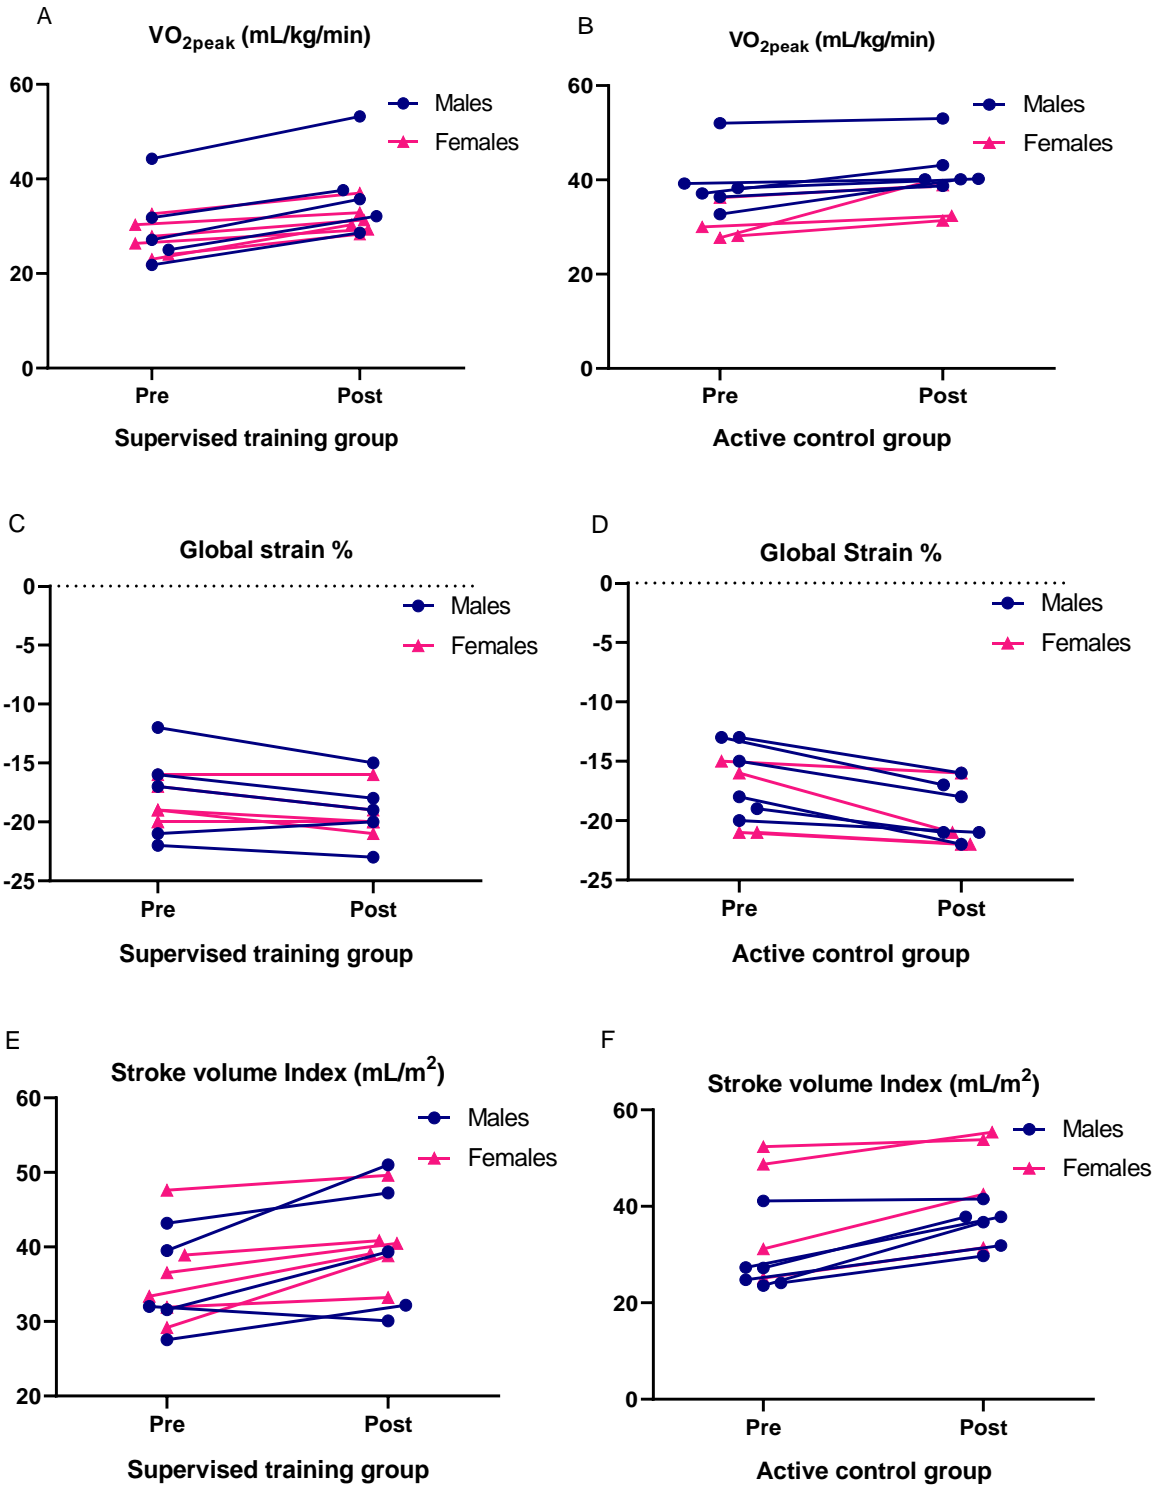 A
VO2peak (mL/kg/min)
60
40
20
0
Males
Females
Pre
Post
Supervised training group
B
VO2peak (mL/kg/min)
60
40
20
0
Males
Females
Pre
Post
Active control group
C
Global strain %
0
-5
-10
-15
-20
-25
Males
Females
Pre
Post
Supervised training group
D
Global Strain %
0
-5
-10
-15
-20
-25
Males
Females
Pre
Post
Active control group
E
Stroke volume Index (mL/m²)
60
50
40
30
20
Males
Females
Pre
Post
Supervised training group
F
Stroke volume Index (mL/m²)
60
40
20
0
Males
Females
Pre
Post
Active control group